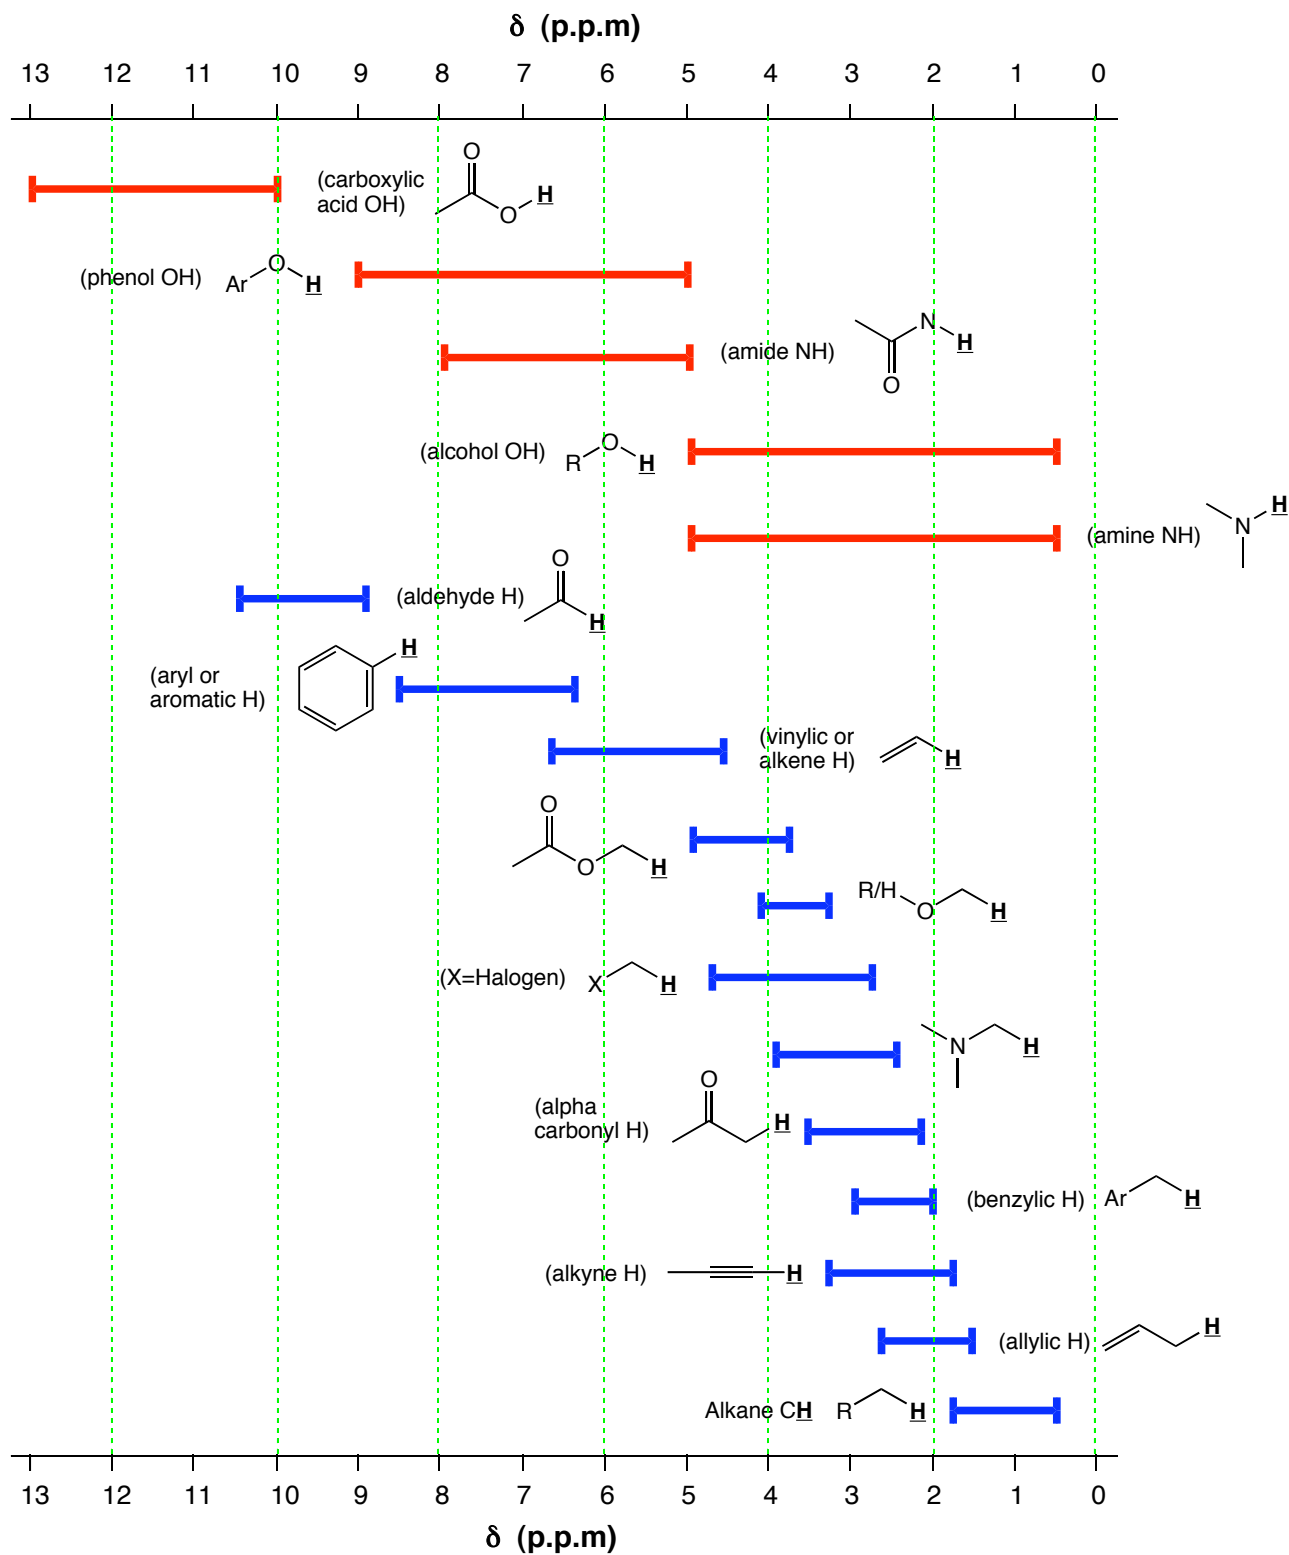 δ (p.p.m)
13 12 11 10 9 8 7 6 5 4 3 2 1 0
(carboxylic
acid OH)
O
O
H
(phenol OH)
Ar
O
H
(amide NH)
N
H
O
(alcohol OH)
R
O
H
(amine NH)
N
H
(aldehyde H)
O
H
(aryl or
aromatic H)
H
(vinylic or
alkene H)
H
O
O
H
R/H
O
H
(X=Halogen)
X
H
N
H
(alpha
carbonyl H)
O
H
(benzylic H)
Ar
H
(alkyne H)
H
(allylic H)
H
Alkane CH
R
H
13 12 11 10 9 8 7 6 5 4 3 2 1 0
δ (p.p.m)